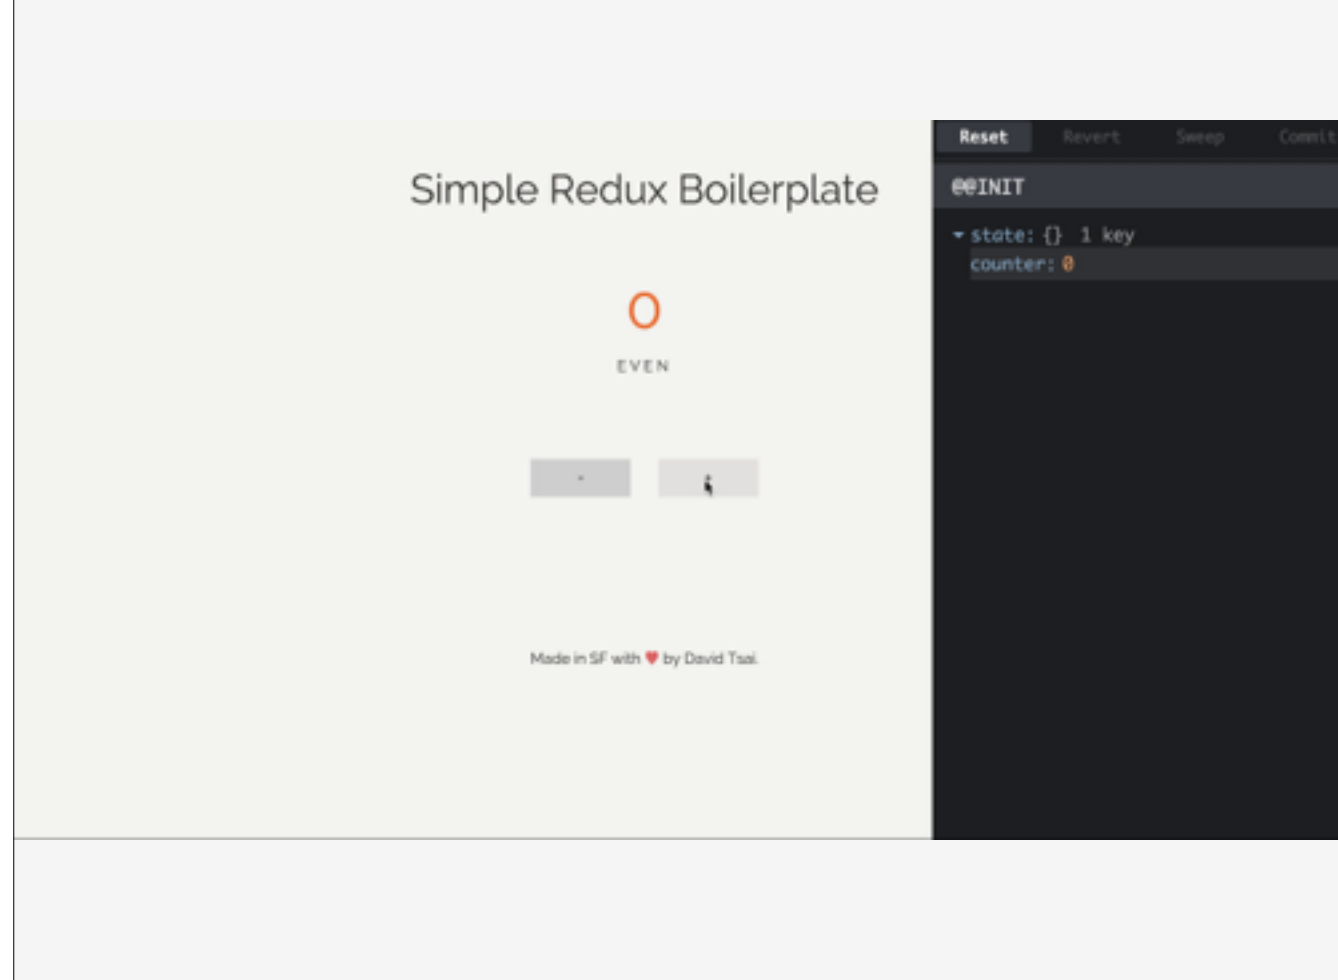 Simple Redux Boilerplate
0
EVEN
-
+
Made in SF with ♥ by David Tsai.
Reset Revert Sweep Commit
@@INIT
state: {} 1 key
counter: 0